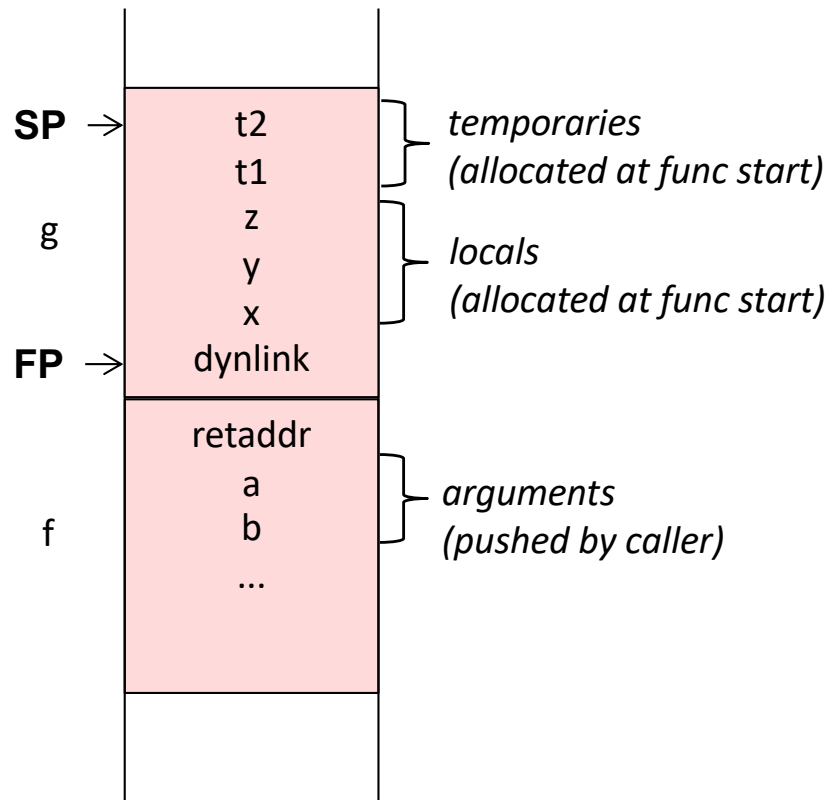 SP
t2
temporaries
t1
(allocated at func start)
g
z
y
locals
(allocated at func start)
x
FP
dynlink
retaddr
a
arguments
f
b
(pushed by caller)
...